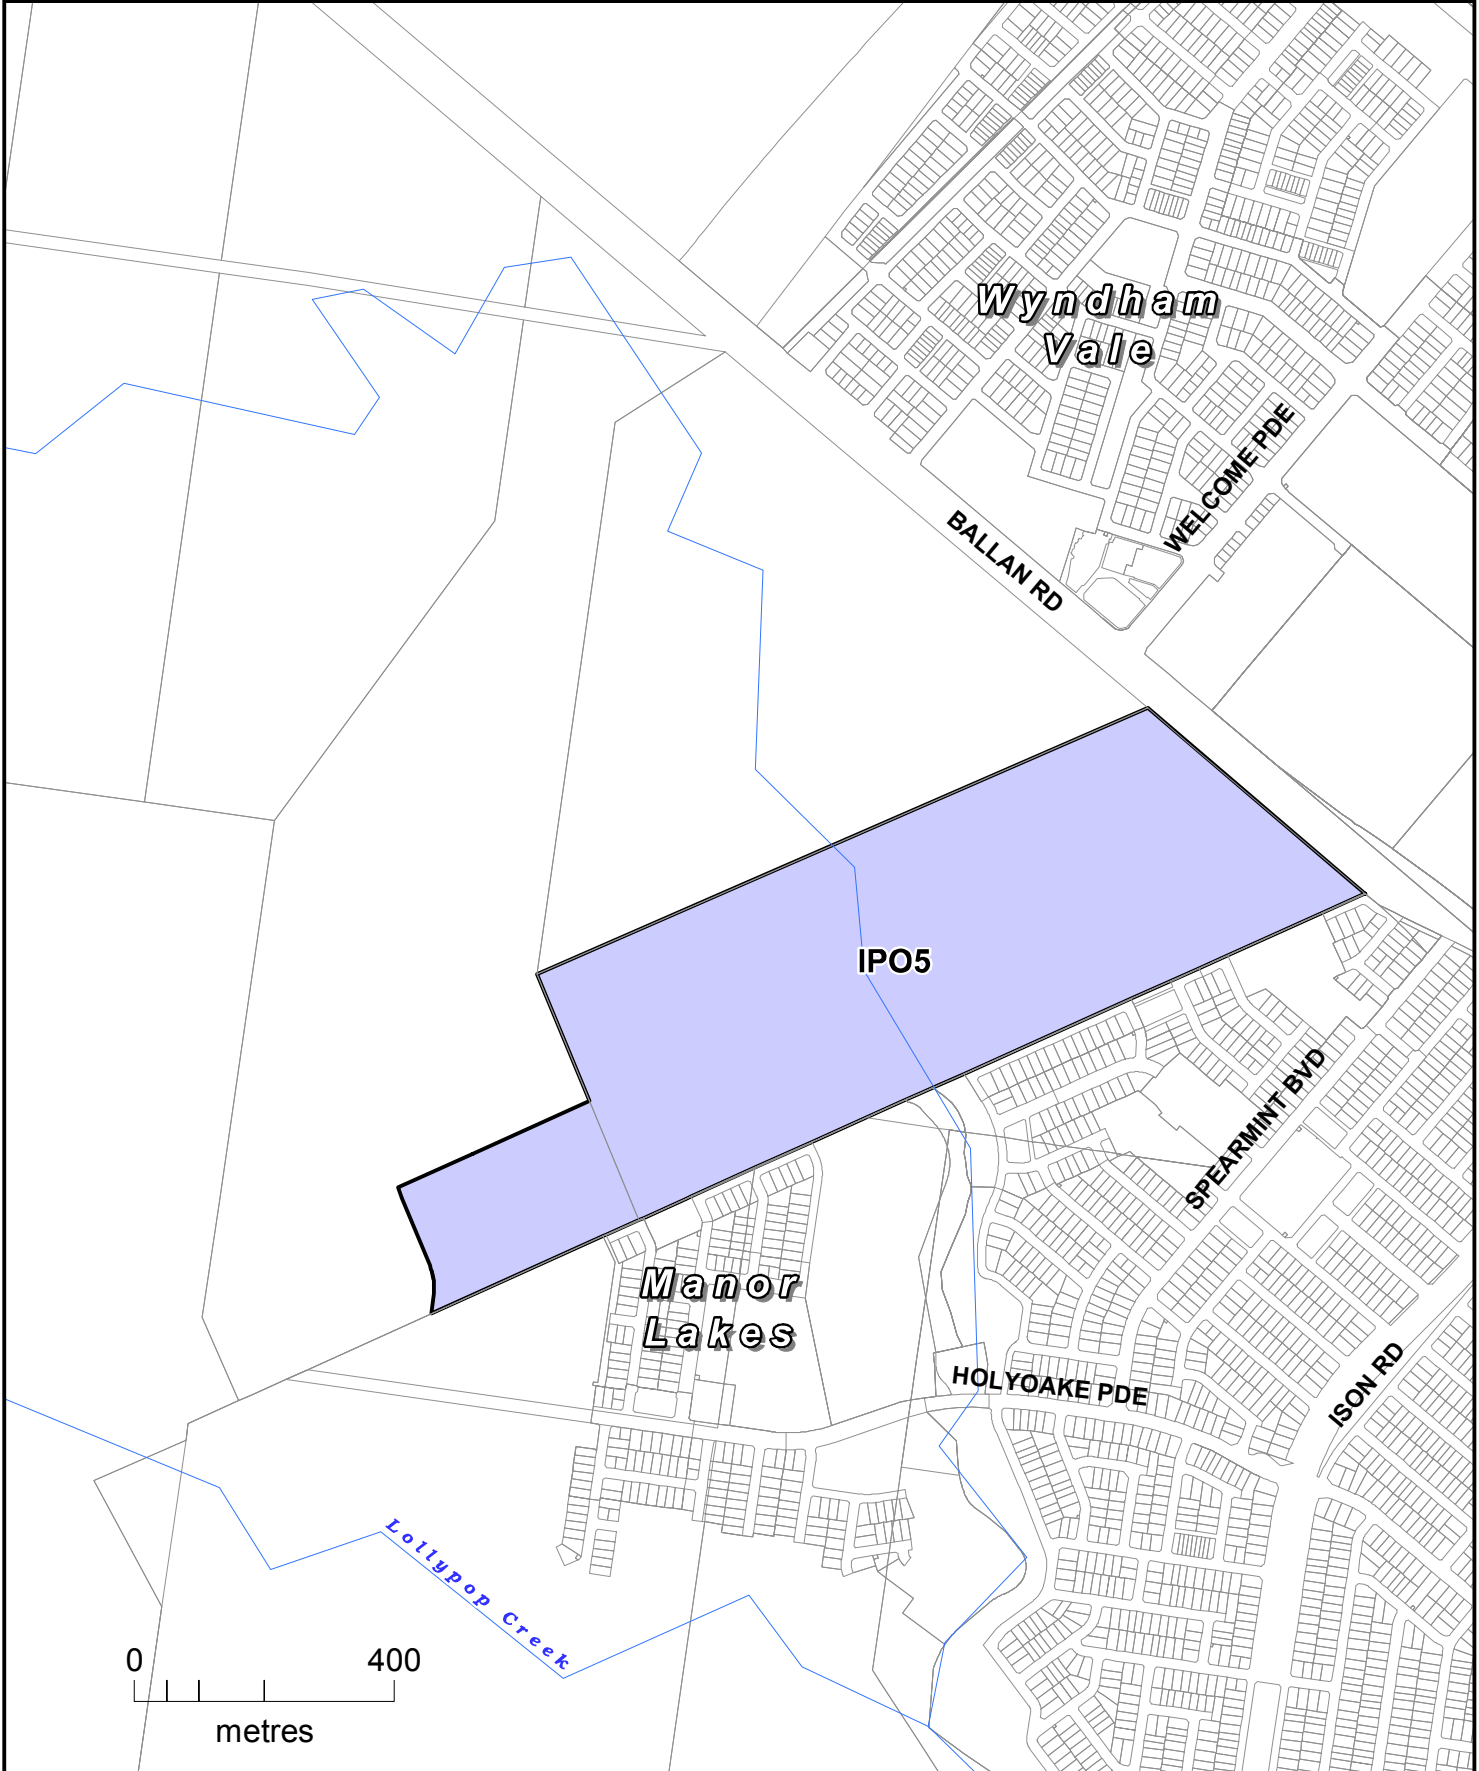 Wyndham
Vale
WELCOME PDE
BALLAN RD
IPO5
SPEARMINT BVD
Manor
Lakes
HOLYOAKE PDE
ISON RD
Lollypop Creek
0 400
metres